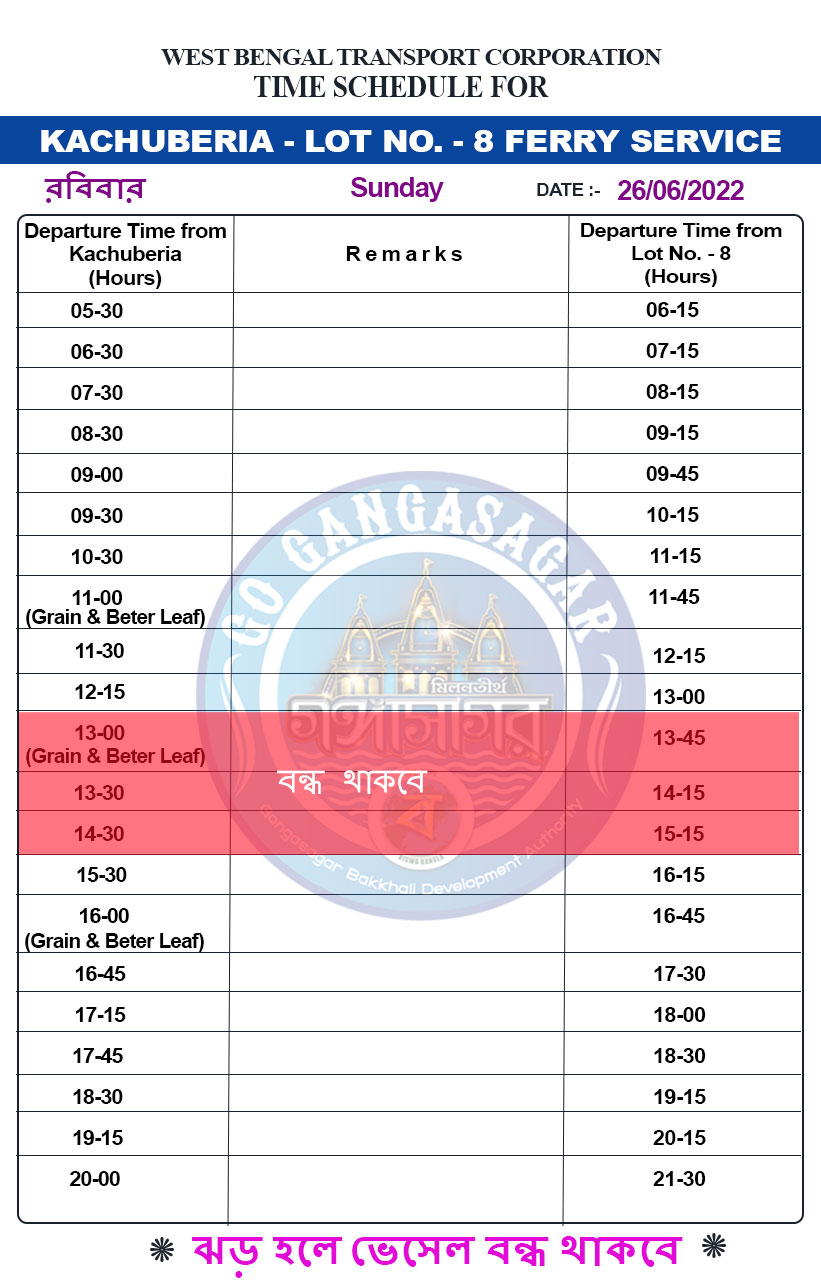 WEST BENGAL TRANSPORT CORPORATION
TIME SCHEDULE FOR
KACHUBERIA - LOT NO. - 8 FERRY SERVICE
রবিবার Sunday DATE :- 26/06/2022
Departure Time from Kachuberia (Hours) Remarks Departure Time from Lot No. - 8 (Hours)
05-30 06-15
06-30 07-15
07-30 08-15
08-30 09-15
09-00 09-45
09-30 10-15
10-30 11-15
11-00 11-45
(Grain & Beter Leaf)
11-30 12-15
12-15 13-00
13-00 13-45
(Grain & Beter Leaf)
13-30 14-15
বন্ধ থাকবে
14-30 15-15
15-30 16-15
16-00 16-45
(Grain & Beter Leaf)
16-45 17-30
17-15 18-00
17-45 18-30
18-30 19-15
19-15 20-15
20-00 21-30
GO GANGASAGAR
মিলনতীর্থ
গঙ্গাসাগর
ব
BISWA BANGLA
Gangasagar Bakkhali Development Authority
ঝড় হলে ভেসেল বন্ধ থাকবে